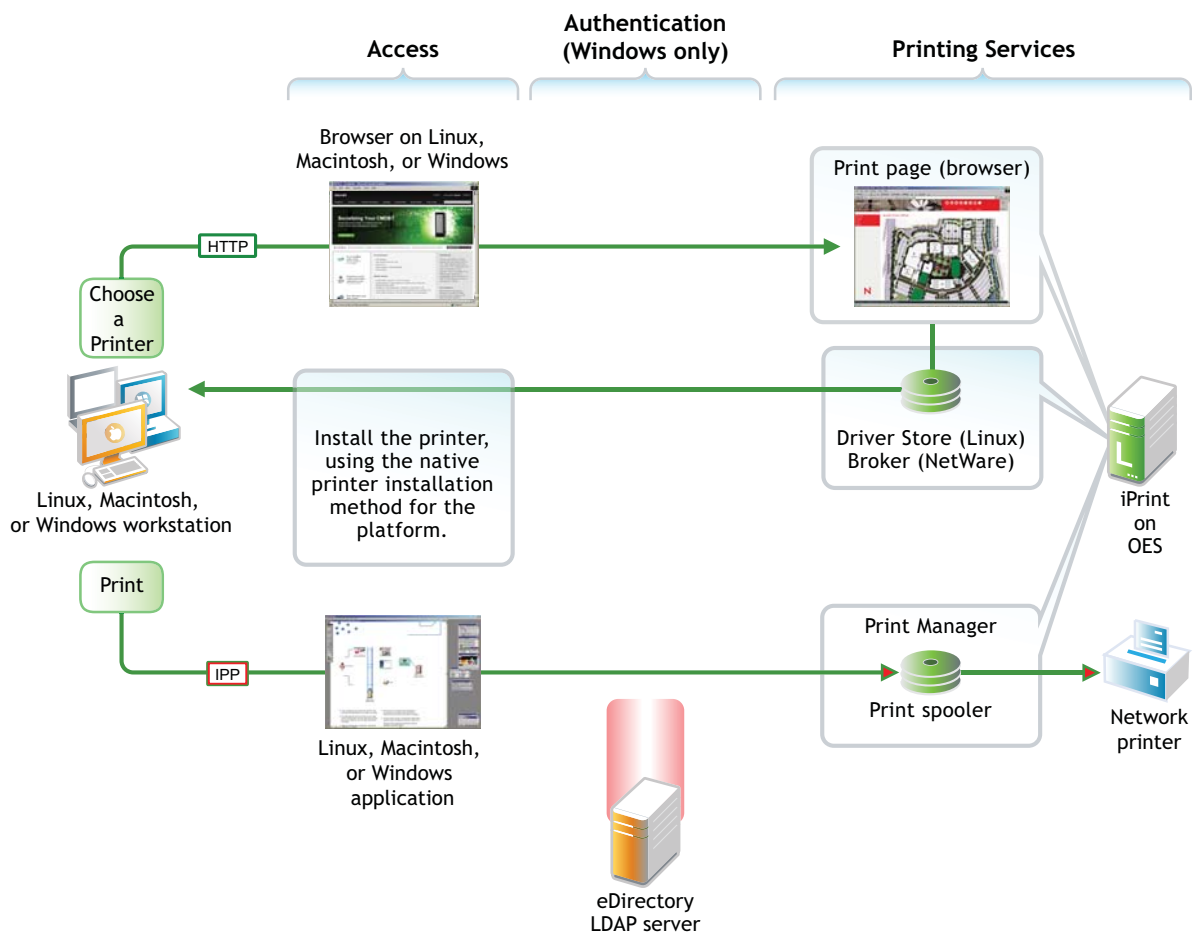 Access
Authentication
(Windows only)
Printing Services
Browser on Linux,
Macintosh, or Windows
Print page (browser)
HTTP
Choose
a
Printer
Install the printer,
using the native
printer installation
method for the
platform.
Driver Store (Linux)
Broker (NetWare)
L
iPrint
on
OES
Linux, Macintosh,
or Windows workstation
Print
IPP
Print Manager
Print spooler
Network
printer
Linux, Macintosh,
or Windows
application
eDirectory
LDAP server
N